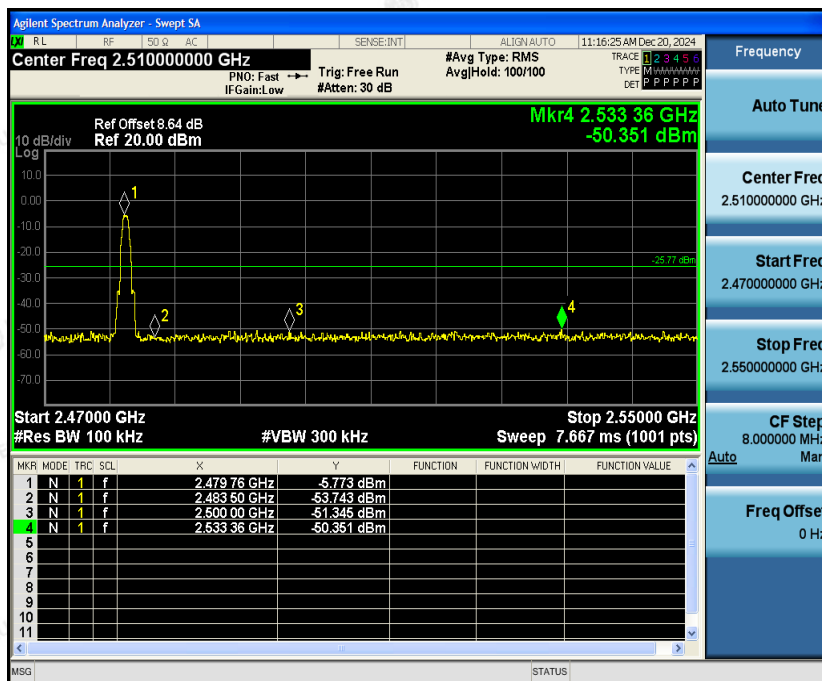 Agilent Spectrum Analyzer - Swept SA
LXI RL RF 50 Ω AC SENSE:INT ALIGN AUTO 11:16:25 AM Dec 20, 2024
Center Freq 2.510000000 GHz
PNO: Fast
IFGain:Low
Trig: Free Run
#Atten: 30 dB
#Avg Type: RMS
Avg|Hold: 100/100
TRACE 1 2 3 4 5 6
TYPE M W W W W W
DET P P P P P P
Ref Offset 8.64 dB
10 dB/div Ref 20.00 dBm
Log
Mkr4 2.533 36 GHz
-50.351 dBm
10.0
0.00
-10.0
-20.0
-30.0
-40.0
-50.0
-60.0
-70.0
1
2
3
4
-25.77 dBm
Start 2.47000 GHz Stop 2.55000 GHz
#Res BW 100 kHz #VBW 300 kHz Sweep 7.667 ms (1001 pts)
MKR MODE TRC SCL X Y FUNCTION FUNCTION WIDTH FUNCTION VALUE
1 N 1 f 2.479 76 GHz -5.773 dBm
2 N 1 f 2.483 50 GHz -53.743 dBm
3 N 1 f 2.500 00 GHz -51.345 dBm
4 N 1 f 2.533 36 GHz -50.351 dBm
5
6
7
8
9
10
11
MSG STATUS
Frequency
Auto Tune
Center Freq
2.510000000 GHz
Start Freq
2.470000000 GHz
Stop Freq
2.550000000 GHz
CF Step
8.000000 MHz
Auto Man
Freq Offset
0 Hz